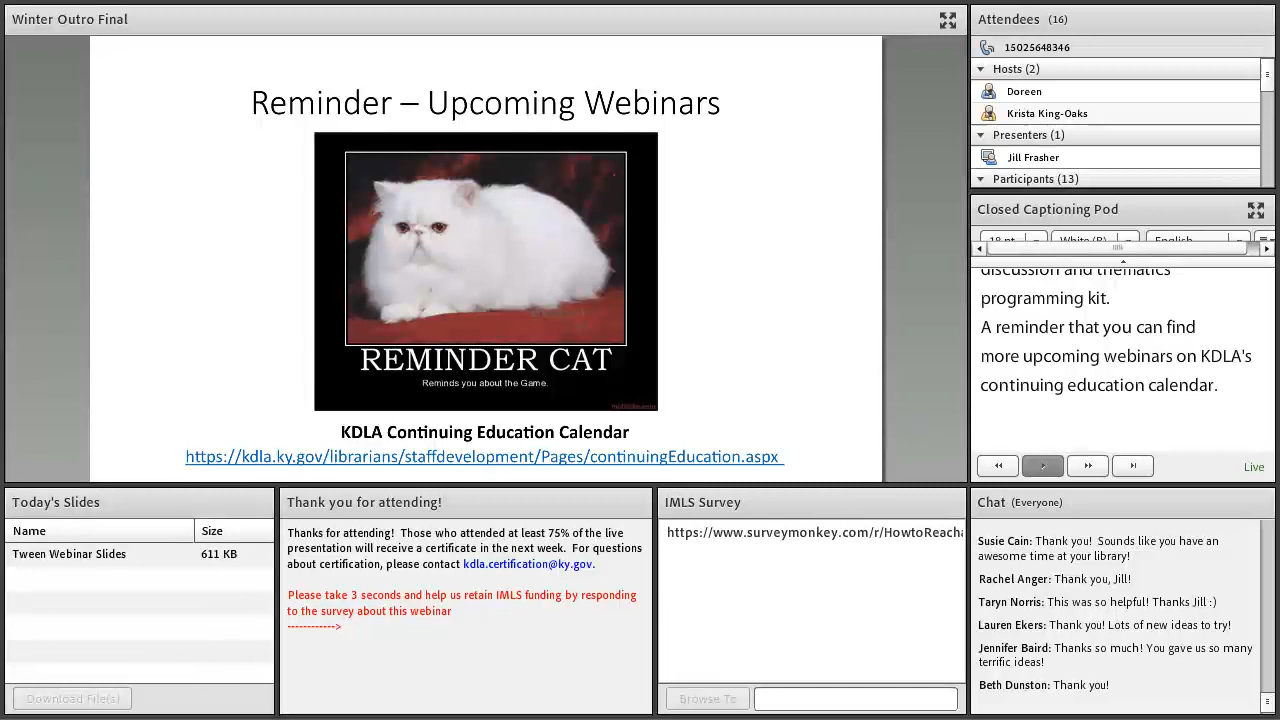 Winter Outro Final
Reminder – Upcoming Webinars
REMINDER CAT
Reminds you about the Game.
KDLA Continuing Education Calendar
https://kdla.ky.gov/librarians/staffdevelopment/Pages/continuingEducation.aspx
Attendees (16)
15025648346
Hosts (2)
Doreen
Krista King-Oaks
Presenters (1)
Jill Frasher
Participants (13)
Closed Captioning Pod
18 pt
White (B)
English
discussion and thematics
programming kit.
A reminder that you can find
more upcoming webinars on KDLA's
continuing education calendar.
Live
Today's Slides
Name Size
Tween Webinar Slides 611 KB
Download File(s)
Thank you for attending!
Thanks for attending! Those who attended at least 75% of the live
presentation will receive a certificate in the next week. For questions
about certification, please contact kdla.certification@ky.gov.
Please take 3 seconds and help us retain IMLS funding by responding
to the survey about this webinar
------------>
IMLS Survey
https://www.surveymonkey.com/r/HowtoReacha
Browse To
Chat (Everyone)
Susie Cain: Thank you! Sounds like you have an
awesome time at your library!
Rachel Anger: Thank you, Jill!
Taryn Norris: This was so helpful! Thanks Jill :)
Lauren Ekers: Thank you! Lots of new ideas to try!
Jennifer Baird: Thanks so much! You gave us so many
terrific ideas!
Beth Dunston: Thank you!